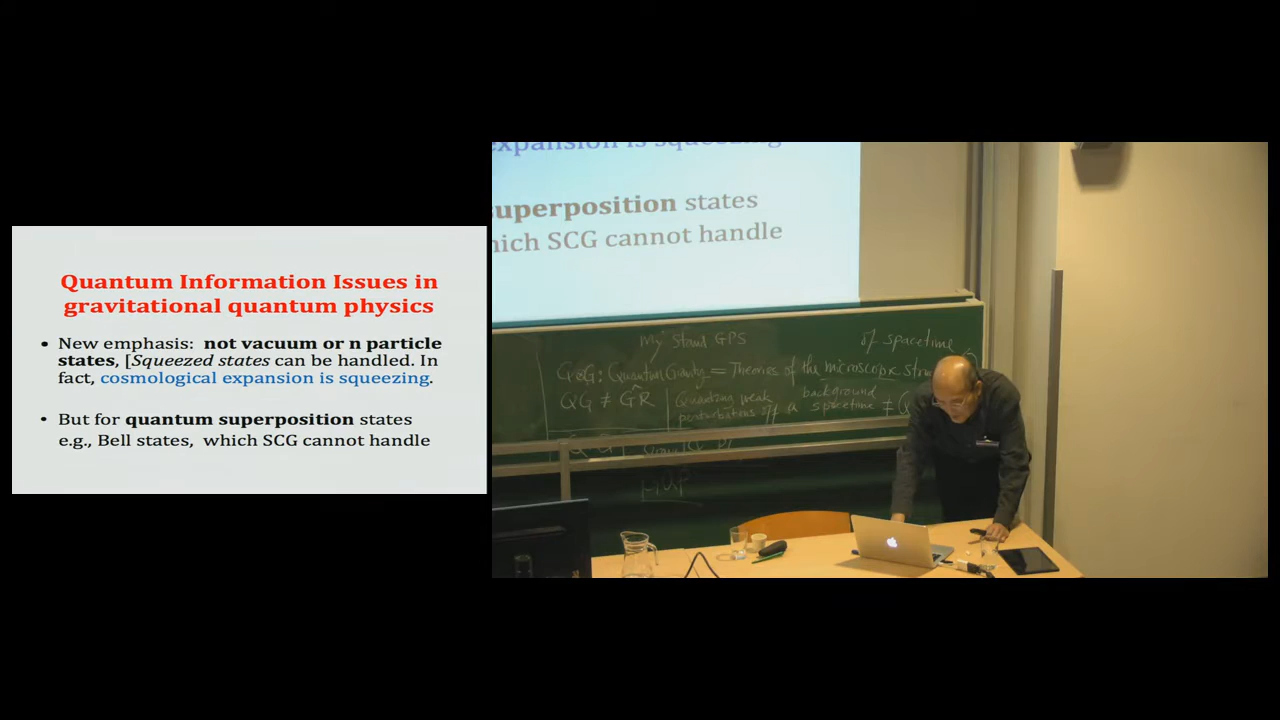 Quantum Information Issues in
gravitational quantum physics
• New emphasis: not vacuum or n particle
states, [Squeezed states can be handled. In
fact, cosmological expansion is squeezing.
• But for quantum superposition states
e.g., Bell states, which SCG cannot handle
expansion is squeezing
superposition states
which SCG cannot handle
My stand GPS
of spacetime
QG: Quantum Gravity = Theories of the microscopic
QG ≠ GR
Quantizing weak
perturbations off a
background
spacetime ≠